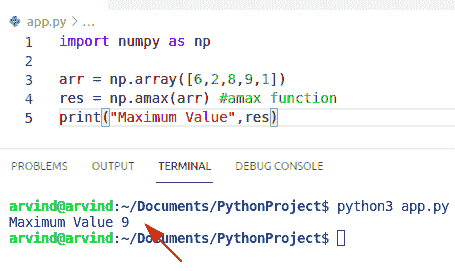 app.py > ...
1 import numpy as np
2
3 arr = np.array([6,2,8,9,1])
4 res = np.amax(arr) #amax function
5 print("Maximum Value",res)
PROBLEMS OUTPUT TERMINAL DEBUG CONSOLE
arvind@arvind:~/Documents/PythonProject$ python3 app.py
Maximum Value 9
arvind@arvind:~/Documents/PythonProject$